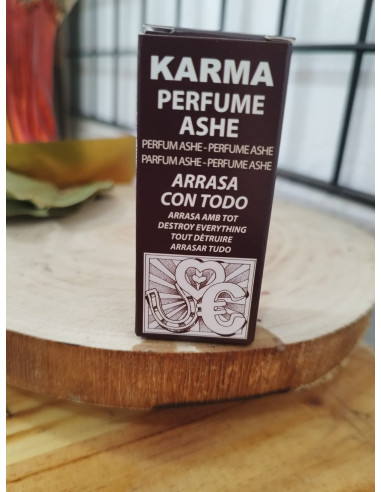 KARMA
PERFUME
ASHE
PERFUM ASHE - PERFUME ASHE
PARFUM ASHE - PERFUME ASHE
ARRASA
CON TODO
ARRASA AMB TOT
DESTROY EVERYTHING
TOUT DÈTRUIRE
ARRASAR TUDO
€